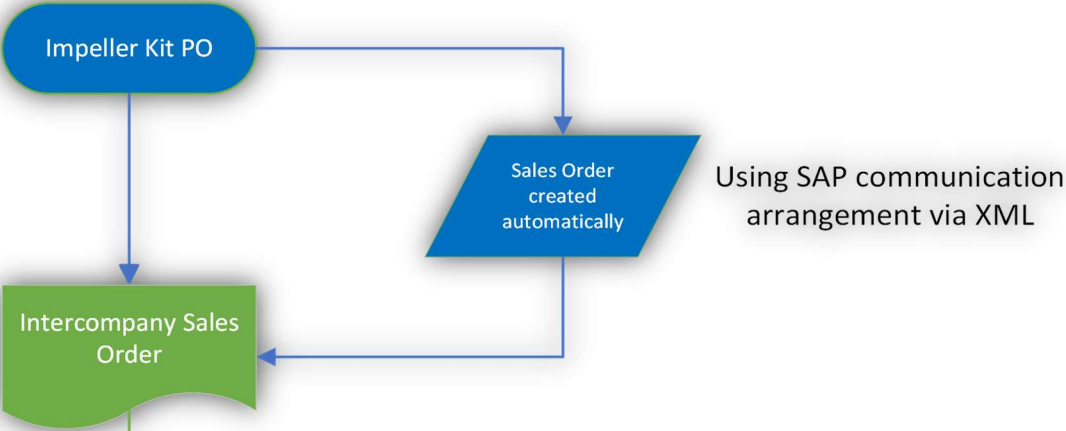 Impeller Kit PO
Sales Order
created
automatically
Using SAP communication
arrangement via XML
Intercompany Sales
Order